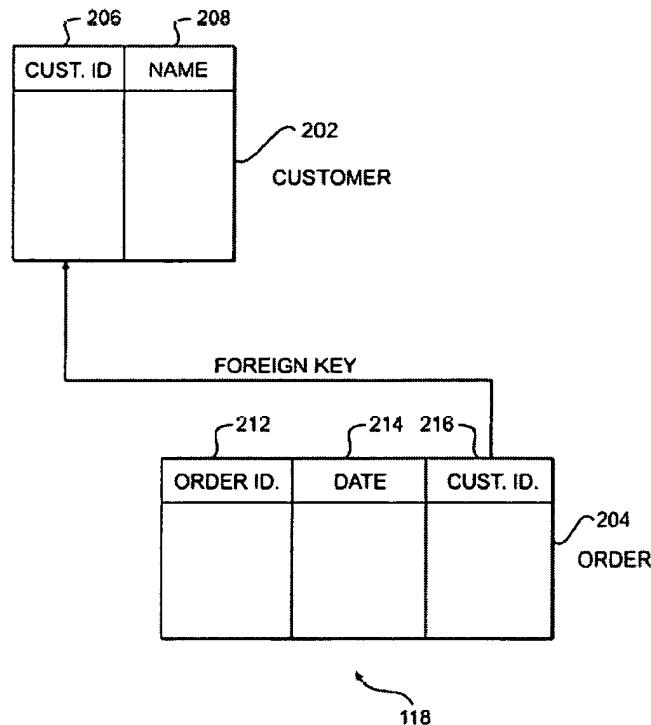 206 208
CUST. ID NAME
202
CUSTOMER
FOREIGN KEY
212 214 216
ORDER ID. DATE CUST. ID.
204
ORDER
118